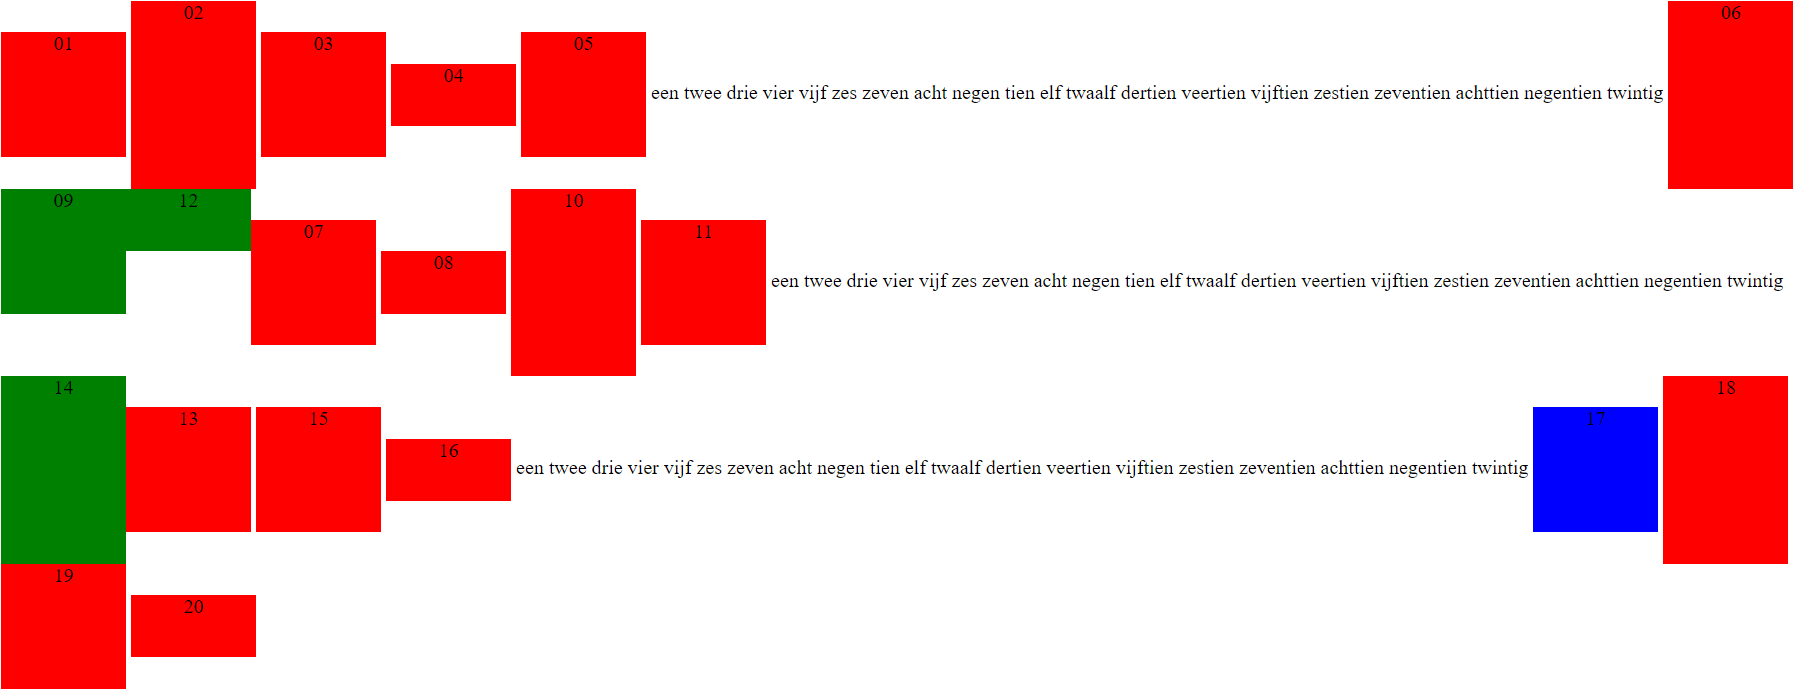 01 02 03 04 05 een twee drie vier vijf zes zeven acht negen tien elf twaalf dertien veertien vijftien zestien zeventien achttien negentien twintig 06
09 12 07 08 10 11 een twee drie vier vijf zes zeven acht negen tien elf twaalf dertien veertien vijftien zestien zeventien achttien negentien twintig
14 13 15 16 een twee drie vier vijf zes zeven acht negen tien elf twaalf dertien veertien vijftien zestien zeventien achttien negentien twintig 17 18
19 20